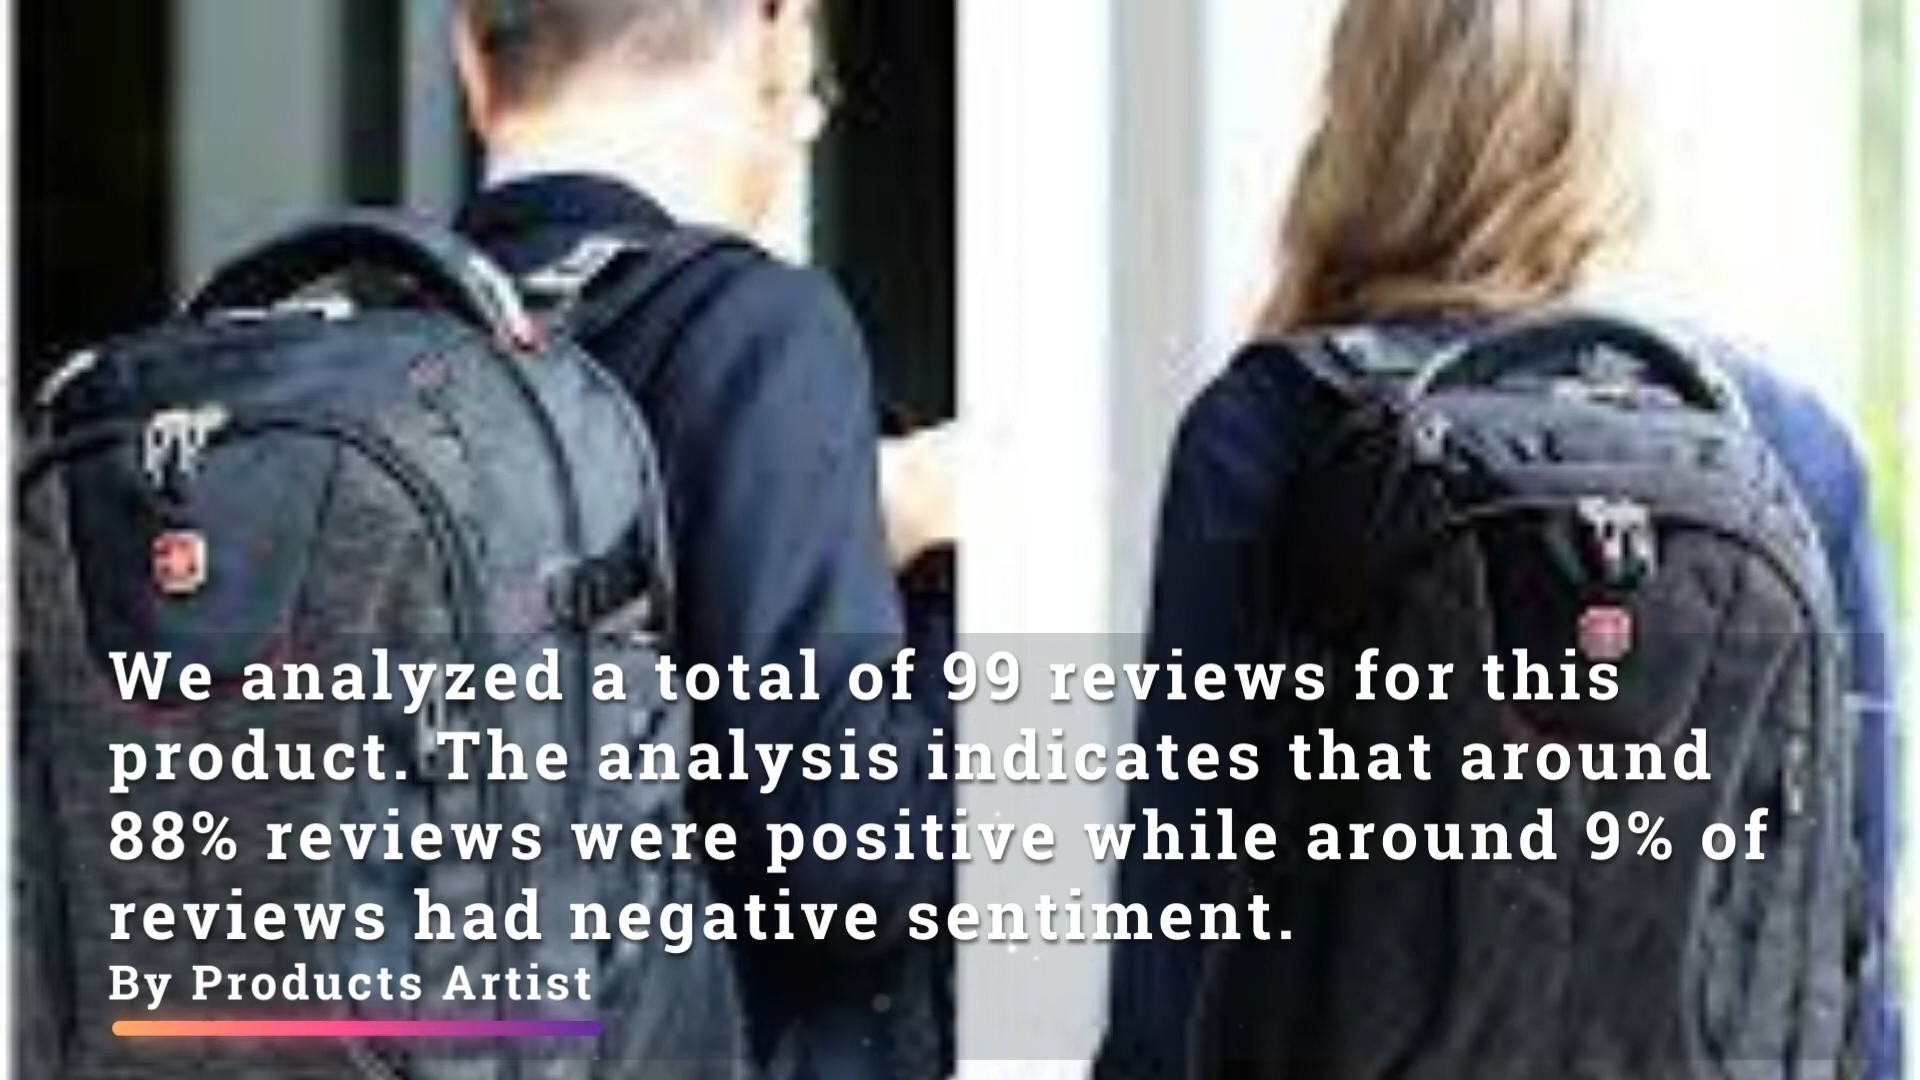 We analyzed a total of 99 reviews for this
product. The analysis indicates that around
88% reviews were positive while around 9% of
reviews had negative sentiment.
By Products Artist